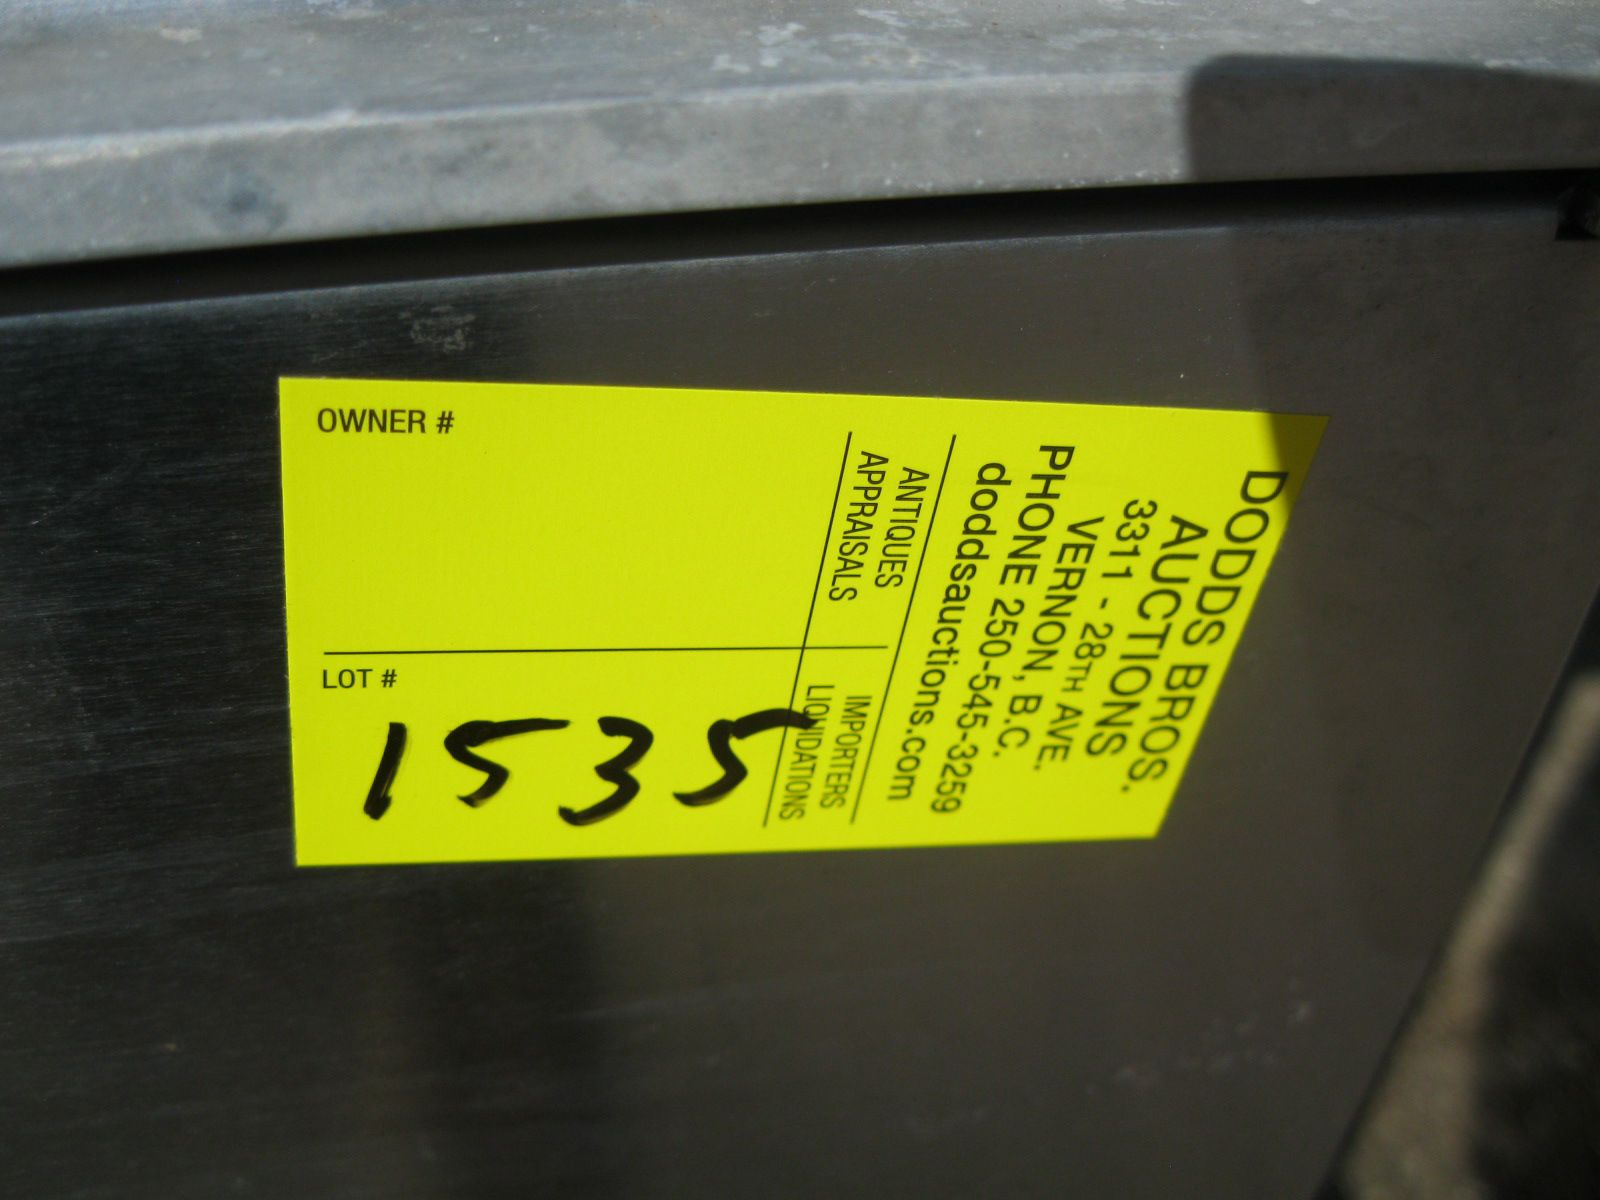 DODDS BROS.
AUCTIONS
3311 - 28TH AVE.
VERNON, B.C.
PHONE 250-545-3259
doddsauctions.com
ANTIQUES
APPRAISALS
IMPORTERS
LIQUIDATIONS
OWNER #
LOT #
1535